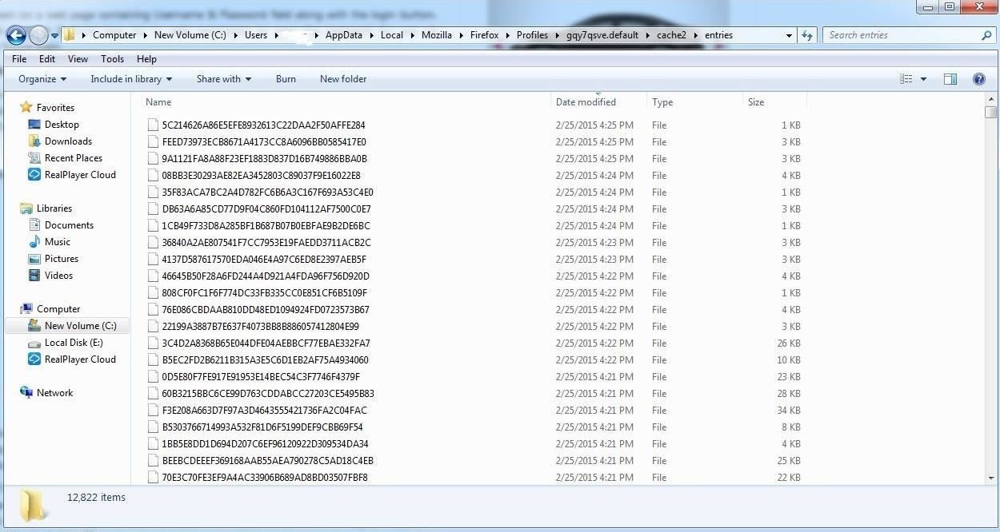 een on a web page containing Username & Password field along with the login button.
Computer New Volume (C:) Users AppData Local Mozilla Firefox Profiles gqy7qsve.default cache2 entries Search entries
File Edit View Tools Help
Organize Include in library Share with Burn New folder
Name Date modified Type Size
Favorites
Desktop
Downloads
Recent Places
RealPlayer Cloud
Libraries
Documents
Music
Pictures
Videos
Computer
New Volume (C:)
Local Disk (E:)
RealPlayer Cloud
Network
5C214626A86E5EFE8932613C22DAA2F50AFFE284 2/25/2015 4:25 PM File 1 KB
FEED73973ECB8671A4173CC8A6096BB0585417E0 2/25/2015 4:25 PM File 3 KB
9A1121FA8A88F23EF1883D837D16B749886BBA0B 2/25/2015 4:25 PM File 3 KB
08BB3E30293AE82EA3452803C89037F9E16022E8 2/25/2015 4:24 PM File 4 KB
35F83ACA7BC2A4D782FC6B6A3C167F693A53C4E0 2/25/2015 4:24 PM File 1 KB
DB63A6A85CD77D9F04C860FD104112AF7500C0E7 2/25/2015 4:24 PM File 3 KB
1CB49F733D8A285BF1B687B07B0EBFAE9B2DE6BC 2/25/2015 4:24 PM File 1 KB
36840A2AE807541F7CC7953E19FAEDD3711ACB2C 2/25/2015 4:23 PM File 3 KB
4137D587617570EDA046E4A97C6ED8E2397AEB5F 2/25/2015 4:23 PM File 3 KB
46645B50F28A6FD244A4D921A4FDA96F756D920D 2/25/2015 4:22 PM File 4 KB
808CF0FC1F6F774DC33FB335CC0E851CF6B5109F 2/25/2015 4:22 PM File 1 KB
76E086CBDAAB810DD48ED1094924FD0723573B67 2/25/2015 4:22 PM File 4 KB
22199A3887B7E637F4073BB8B886057412804E99 2/25/2015 4:22 PM File 3 KB
3C4D2A8368B65E044DFE04AEBBCF77EBAE332FA7 2/25/2015 4:22 PM File 26 KB
B5EC2FD2B6211B315A3E5C6D1EB2AF75A4934060 2/25/2015 4:22 PM File 10 KB
0D5E80F7FE917E91953E14BEC54C3F7746F4379F 2/25/2015 4:21 PM File 23 KB
60B3215BBC6CE99D763CDDABCC27203CE5495B83 2/25/2015 4:21 PM File 28 KB
F3E208A663D7F97A3D4643555421736FA2C04FAC 2/25/2015 4:21 PM File 34 KB
B5303766714993A532F81D6F5199DEF9CBB69F54 2/25/2015 4:21 PM File 8 KB
1BB5E8DD1D694D207C6EF96120922D309534DA34 2/25/2015 4:21 PM File 4 KB
BEEBCDEEEF369168AAB55AEA790278C5AD18C4EB 2/25/2015 4:21 PM File 25 KB
70E3C70FE3EF9A4AC33906B689AD8BD03507FBF8 2/25/2015 4:21 PM File 22 KB
12,822 items